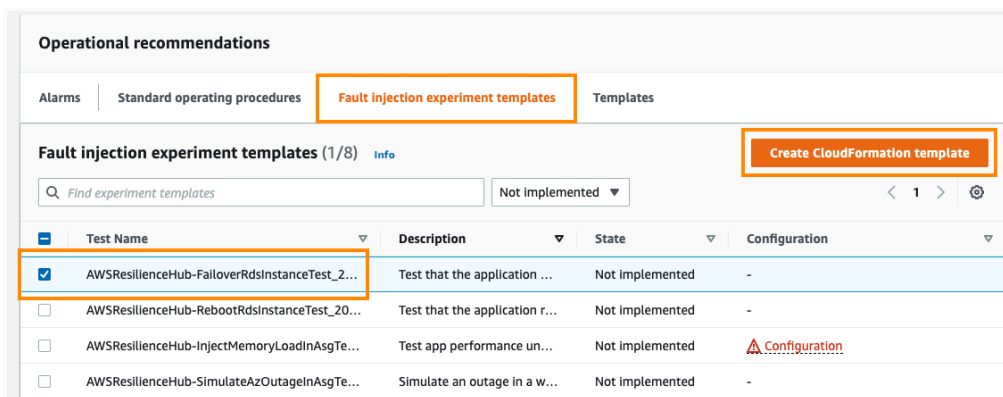 Operational recommendations
Alarms Standard operating procedures Fault injection experiment templates Templates
Fault injection experiment templates (1/8) Info Create CloudFormation template
Find experiment templates Not implemented 1
Test Name Description State Configuration
AWSResilienceHub-FailoverRdsInstanceTest_2... Test that the application ... Not implemented -
AWSResilienceHub-RebootRdsInstanceTest_20... Test that the application r... Not implemented -
AWSResilienceHub-InjectMemoryLoadInAsgTe... Test app performance un... Not implemented Configuration
AWSResilienceHub-SimulateAzOutageInAsgTe... Simulate an outage in a w... Not implemented -